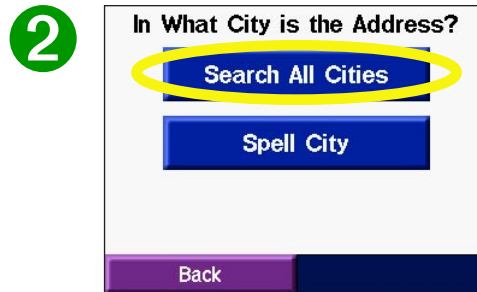 2
In What City is the Address?
Search All Cities
Spell City
Back